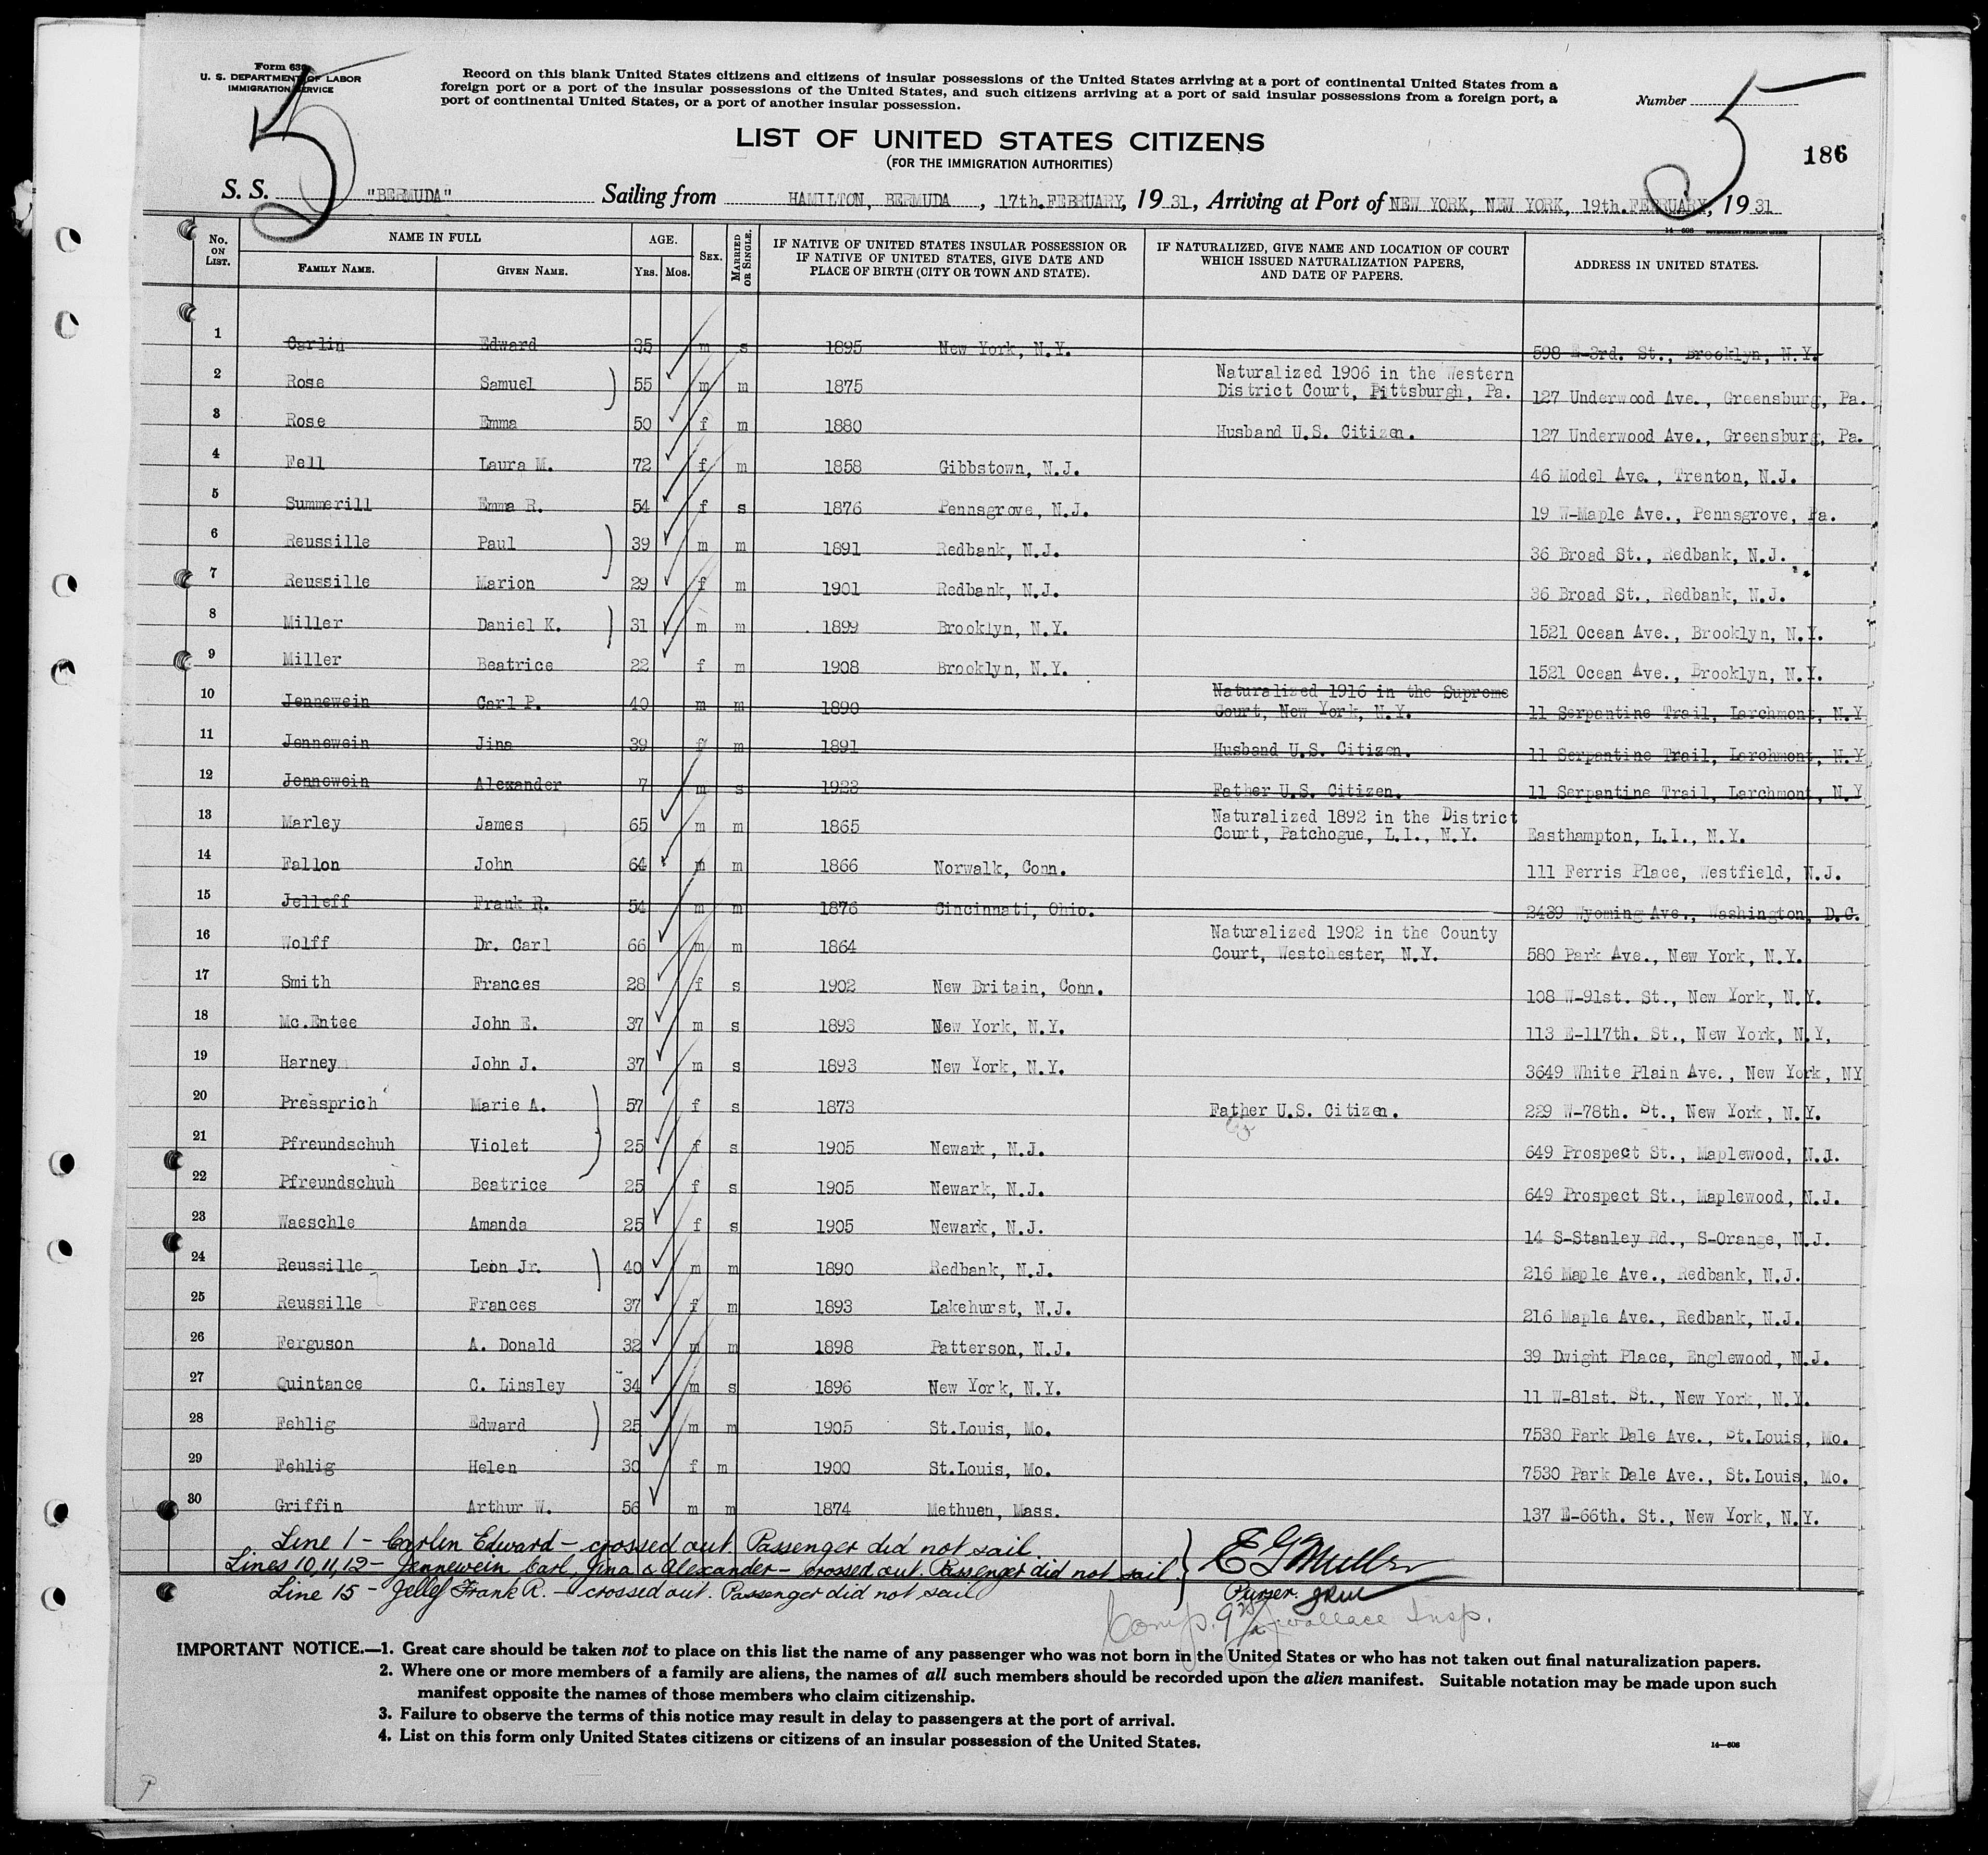 Form 630
U. S. DEPARTMENT OF LABOR
IMMIGRATION SERVICE
Record on this blank United States citizens and citizens of insular possessions of the United States arriving at a port of continental United States from a
foreign port or a port of the insular possessions of the United States, and such citizens arriving at a port of said insular possessions from a foreign port, a
port of continental United States, or a port of another insular possession.
Number
5
5
LIST OF UNITED STATES CITIZENS
(FOR THE IMMIGRATION AUTHORITIES)
186
S. S. "BERMUDA" Sailing from HAMILTON, BERMUDA, 17th.FEBRUARY, 19 31, Arriving at Port of NEW YORK, NEW YORK, 19th.FEBRUARY, 19 31
14—608 GOVERNMENT PRINTING OFFICE
No. ON LIST. NAME IN FULL FAMILY NAME. GIVEN NAME. AGE. YRS. MOS. SEX. MARRIED OR SINGLE. IF NATIVE OF UNITED STATES INSULAR POSSESSION OR IF NATIVE OF UNITED STATES, GIVE DATE AND PLACE OF BIRTH (CITY OR TOWN AND STATE). IF NATURALIZED, GIVE NAME AND LOCATION OF COURT WHICH ISSUED NATURALIZATION PAPERS, AND DATE OF PAPERS. ADDRESS IN UNITED STATES.
1 Carlin Edward 35 m s 1895 New York, N.Y. 598 E-3rd. St., Brooklyn, N.Y.
2 Rose Samuel 55 m m 1875 Naturalized 1906 in the Western District Court, Pittsburgh, Pa. 127 Underwood Ave., Greensburg, Pa.
3 Rose Emma 50 f m 1880 Husband U.S. Citizen. 127 Underwood Ave., Greensburg, Pa.
4 Fell Laura M. 72 f m 1858 Gibbstown, N.J. 46 Model Ave., Trenton, N.J.
5 Summerill Emma R. 54 f s 1876 Pennsgrove, N.J. 19 W-Maple Ave., Pennsgrove, Pa.
6 Reussille Paul 39 m m 1891 Redbank, N.J. 36 Broad St., Redbank, N.J.
7 Reussille Marion 29 f m 1901 Redbank, N.J. 36 Broad St., Redbank, N.J.
8 Miller Daniel K. 31 m m 1899 Brooklyn, N.Y. 1521 Ocean Ave., Brooklyn, N.Y.
9 Miller Beatrice 22 f m 1908 Brooklyn, N.Y. 1521 Ocean Ave., Brooklyn, N.Y.
10 Jennewein Carl P. 40 m m 1890 Naturalized 1916 in the Supreme Court, New York, N.Y. 11 Serpantine Trail, Larchmont, N.Y
11 Jennewein Jina 39 f m 1891 Husband U.S. Citizen. 11 Serpantine Trail, Larchmont, N.Y
12 Jennewein Alexander 7 m s 1923 Father U.S. Citizen. 11 Serpantine Trail, Larchmont, N.Y
13 Marley James 65 m m 1865 Naturalized 1892 in the District Court, Patchogue, L.I., N.Y. Easthampton, L.I., N.Y.
14 Fallon John 64 m m 1866 Norwalk, Conn. 111 Ferris Place, Westfield, N.J.
15 Jelleff Frank R. 54 m m 1876 Cincinnati, Ohio. 2439 Wyoming Ave., Washington, D.C.
16 Wolff Dr. Carl 66 m m 1864 Naturalized 1902 in the County Court, Westchester, N.Y. 580 Park Ave., New York, N.Y.
17 Smith Frances 28 f s 1902 New Britain, Conn. 108 W-91st. St., New York, N.Y.
18 Mc.Entee John E. 37 m s 1893 New York, N.Y. 113 E-117th. St., New York, N.Y,
19 Harney John J. 37 m s 1893 New York, N.Y. 3649 White Plain Ave., New York, NY
20 Pressprich Marie A. 57 f s 1873 Father U.S. Citizen. 229 W-78th. St., New York, N.Y.
21 Pfreundschuh Violet 25 f s 1905 Newark, N.J. 649 Prospect St., Maplewood, N.J.
22 Pfreundschuh Beatrice 25 f s 1905 Newark, N.J. 649 Prospect St., Maplewood, N.J.
23 Waeschle Amanda 25 f s 1905 Newark, N.J. 14 S-Stanley Rd., S-Orange, N.J.
24 Reussille Leon Jr. 40 m m 1890 Redbank, N.J. 216 Maple Ave., Redbank, N.J.
25 Reussille Frances 37 f m 1893 Lakehurst, N.J. 216 Maple Ave., Redbank, N.J.
26 Ferguson A. Donald 32 m m 1898 Patterson, N.J. 39 Dwight Place, Englewood, N.J.
27 Quintance C. Linsley 34 m s 1896 New York, N.Y. 11 W-81st. St., New York, N.Y.
28 Fehlig Edward 25 m m 1905 St.Louis, Mo. 7530 Park Dale Ave., St.Louis, Mo.
29 Fehlig Helen 30 f m 1900 St.Louis, Mo. 7530 Park Dale Ave., St.Louis, Mo.
30 Griffin Arthur W. 56 m m 1874 Methuen, Mass. 137 E-66th. St., New York, N.Y.
Line 1 - Carlin Edward - crossed out. Passenger did not sail
Lines 10,11,12 - Jennewein Carl, Jina & Alexander - crossed out. Passenger did not sail.
Line 15 - Jelleff Frank R. - crossed out. Passenger did not sail
E G Muller
Purser.
Comp. Wallace Insp.
IMPORTANT NOTICE.—1. Great care should be taken not to place on this list the name of any passenger who was not born in the United States or who has not taken out final naturalization papers.
2. Where one or more members of a family are aliens, the names of all such members should be recorded upon the alien manifest. Suitable notation may be made upon such
manifest opposite the names of those members who claim citizenship.
3. Failure to observe the terms of this notice may result in delay to passengers at the port of arrival.
4. List on this form only United States citizens or citizens of an insular possession of the United States.
14—608